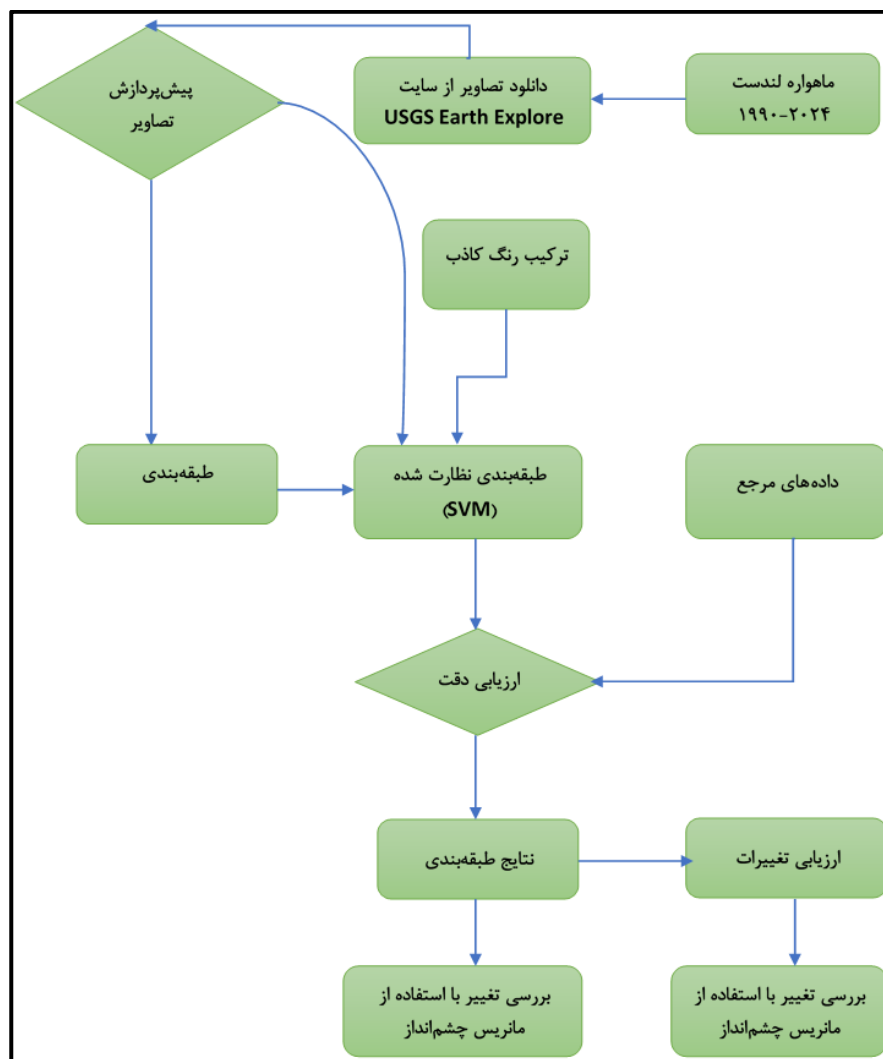 ماهواره لندست
۱۹۹۰-۲۰۲۴
دانلود تصاویر از سایت
USGS Earth Explore
پیش‌پردازش
تصاویر
ترکیب رنگ کاذب
داده‌های مرجع
طبقه‌بندی نظارت شده
(SVM)
طبقه‌بندی
ارزیابی دقت
ارزیابی تغییرات
نتایج طبقه‌بندی
بررسی تغییر با استفاده از
مانریس چشم‌انداز
بررسی تغییر با استفاده از
مانریس چشم‌انداز